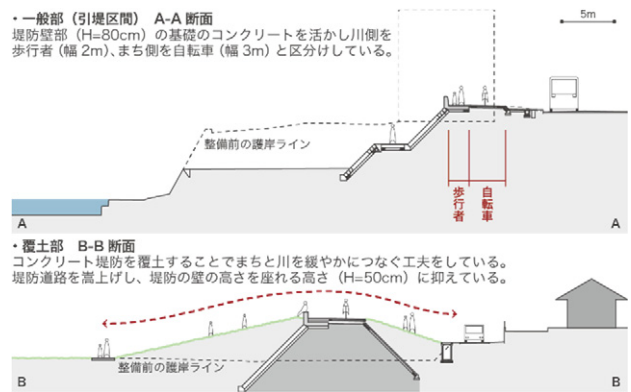 ・一般部（引堤区間） A-A 断面
堤防壁部（H=80cm）の基礎のコンクリートを活かし川側を
歩行者（幅2m）、まち側を自転車（幅3m）と区分けしている。
5m
整備前の護岸ライン
歩行者
自転車
A
A
・覆土部 B-B 断面
コンクリート堤防を覆土することでまちと川を緩やかにつなぐ工夫をしている。
堤防道路を嵩上げし、堤防の壁の高さを座れる高さ（H=50cm）に抑えている。
整備前の護岸ライン
B
B